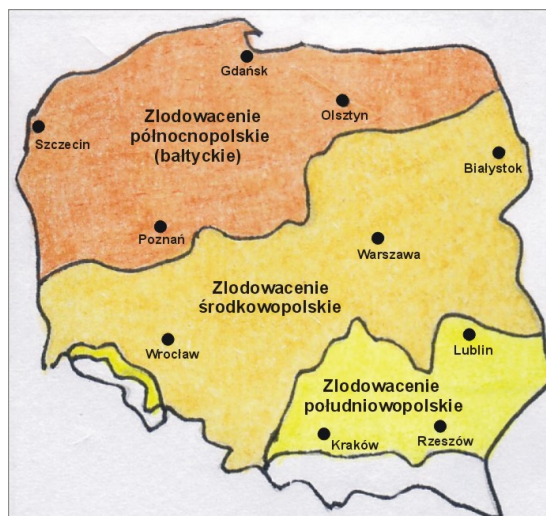 Gdańsk
Olsztyn
Szczecin
Zlodowacenie
północnopolskie
(bałtyckie)
Białystok
Poznań
Warszawa
Zlodowacenie
środkowopolskie
Wrocław
Lublin
Zlodowacenie
południowopolskie
Kraków
Rzeszów